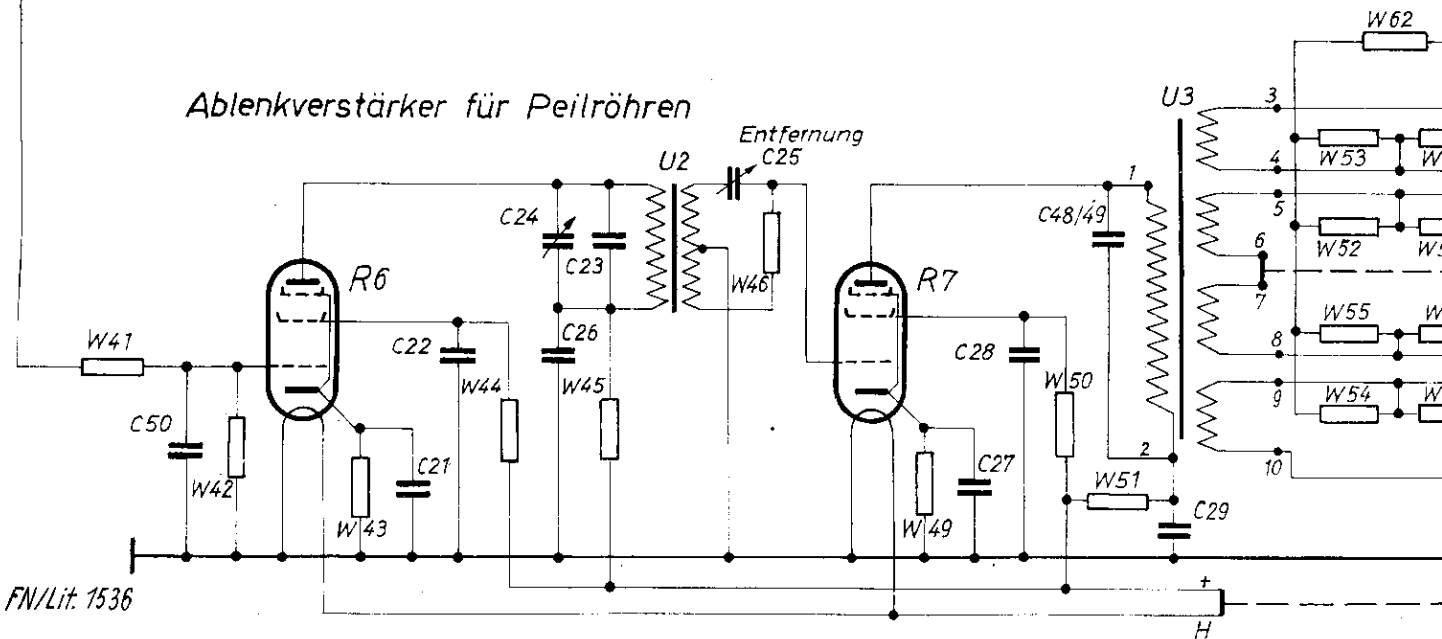 W62
Ablenkverstärker für Peilröhren
Entfernung
C25
U2
U3
3
W53
W
4
1
5
C24
C23
C48/49
W46
W52
W5
6
7
R6
R7
W41
C22
C26
C28
W55
W
8
W44
W45
W50
C50
W54
W
9
W42
C21
C27
2
10
W51
W43
W49
C29
FN/Lit. 1536
+
H